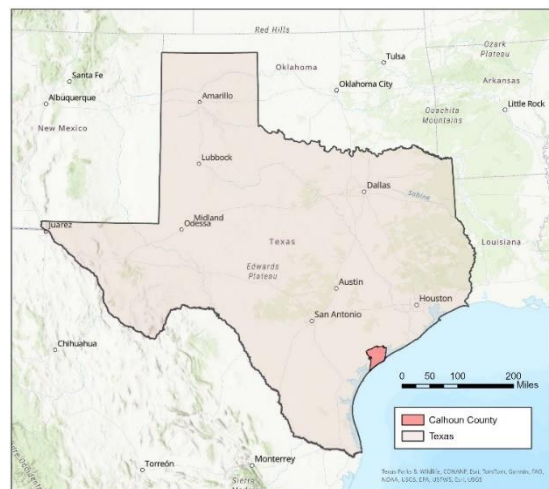 Red Hills
Tulsa
Ozark
Plateau
Santa Fe
Oklahoma
Amarillo
Oklahoma City
Arkansas
Albuquerque
Little Rock
New Mexico
Ouachita
Mountains
Lubbock
Dallas
Sabine
Midland
Odessa
Juarez
Texas
Louisiana
Edwards
Plateau
Austin
Houston
San Antonio
Chihuahua
0 50 100 200
Miles
Calhoun County
Texas
Torreón
Monterrey
Sierra
Texas Parks & Wildlife, CONANP, Esri, TomTom, Garmin, FAO,
NOAA, USGS, EPA, USFWS, Esri, USGS